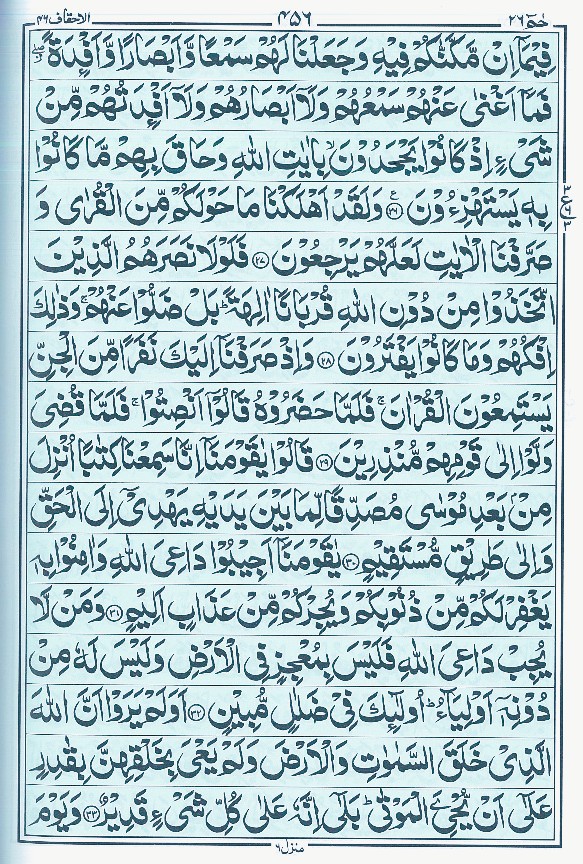 الاحقاف ٤٦ ٤٥٦ حٰمٓ ٢٦
فِيْمَاۤ اِنْ مَّكَّنّٰكُمْ فِيْهِ وَجَعَلْنَا لَهُمْ سَمْعًا وَّاَبْصَارًا وَّاَفْـِٕدَةً ۖ
فَمَاۤ اَغْنٰى عَنْهُمْ سَمْعُهُمْ وَلَاۤ اَبْصَارُهُمْ وَلَاۤ اَفْـِٕدَتُهُمْ مِّنْ
شَیْءٍ اِذْ كَانُوْا يَجْحَدُوْنَ ۙ بِاٰيٰتِ اللّٰهِ وَحَاقَ بِهِمْ مَّا كَانُوْا
بِهٖ يَسْتَهْزِءُوْنَ ﴿٢٦﴾ ع وَلَقَدْ اَهْلَكْنَا مَا حَوْلَكُمْ مِّنَ الْقُرٰى وَ
صَرَّفْنَا الْاٰيٰتِ لَعَلَّهُمْ يَرْجِعُوْنَ ﴿٢٧﴾ فَلَوْلَا نَصَرَهُمُ الَّذِيْنَ
اتَّخَذُوْا مِنْ دُوْنِ اللّٰهِ قُرْبَانًا اٰلِهَةً ؕ بَلْ ضَلُّوْا عَنْهُمْ ۚ وَذٰلِكَ
اِفْكُهُمْ وَمَا كَانُوْا يَفْتَرُوْنَ ﴿٢٨﴾ وَاِذْ صَرَفْنَاۤ اِلَيْكَ نَفَرًا مِّنَ الْجِنِّ
يَسْتَمِعُوْنَ الْقُرْاٰنَ ۚ فَلَمَّا حَضَرُوْهُ قَالُوْۤا اَنْصِتُوْا ۚ فَلَمَّا قُضِیَ
وَلَّوْا اِلٰى قَوْمِهِمْ مُّنْذِرِيْنَ ﴿٢٩﴾ قَالُوْا يٰقَوْمَنَاۤ اِنَّا سَمِعْنَا كِتٰبًا اُنْزِلَ
مِنْۢ بَعْدِ مُوْسٰى مُصَدِّقًا لِّمَا بَيْنَ يَدَيْهِ يَهْدِیْۤ اِلَى الْحَقِّ
وَاِلٰى طَرِيْقٍ مُّسْتَقِيْمٍ ﴿٣٠﴾ يٰقَوْمَنَاۤ اَجِيْبُوْا دَاعِیَ اللّٰهِ وَاٰمِنُوْا بِهٖ
يَغْفِرْ لَكُمْ مِّنْ ذُنُوْبِكُمْ وَيُجِرْكُمْ مِّنْ عَذَابٍ اَلِيْمٍ ﴿٣١﴾ وَمَنْ لَّا
يُجِبْ دَاعِیَ اللّٰهِ فَلَيْسَ بِمُعْجِزٍ فِی الْاَرْضِ وَلَيْسَ لَهٗ مِنْ
دُوْنِهٖۤ اَوْلِيَآءُ ؕ اُولٰٓئِكَ فِیْ ضَلٰلٍ مُّبِيْنٍ ﴿٣٢﴾ اَوَلَمْ يَرَوْا اَنَّ اللّٰهَ
الَّذِیْ خَلَقَ السَّمٰوٰتِ وَالْاَرْضَ وَلَمْ يَعْیَ بِخَلْقِهِنَّ بِقٰدِرٍ
عَلٰۤى اَنْ يُّحْیِۦَ الْمَوْتٰى ؕ بَلٰۤى اِنَّهٗ عَلٰى كُلِّ شَیْءٍ قَدِيْرٌ ﴿٣٣﴾ وَيَوْمَ
منزل ٦